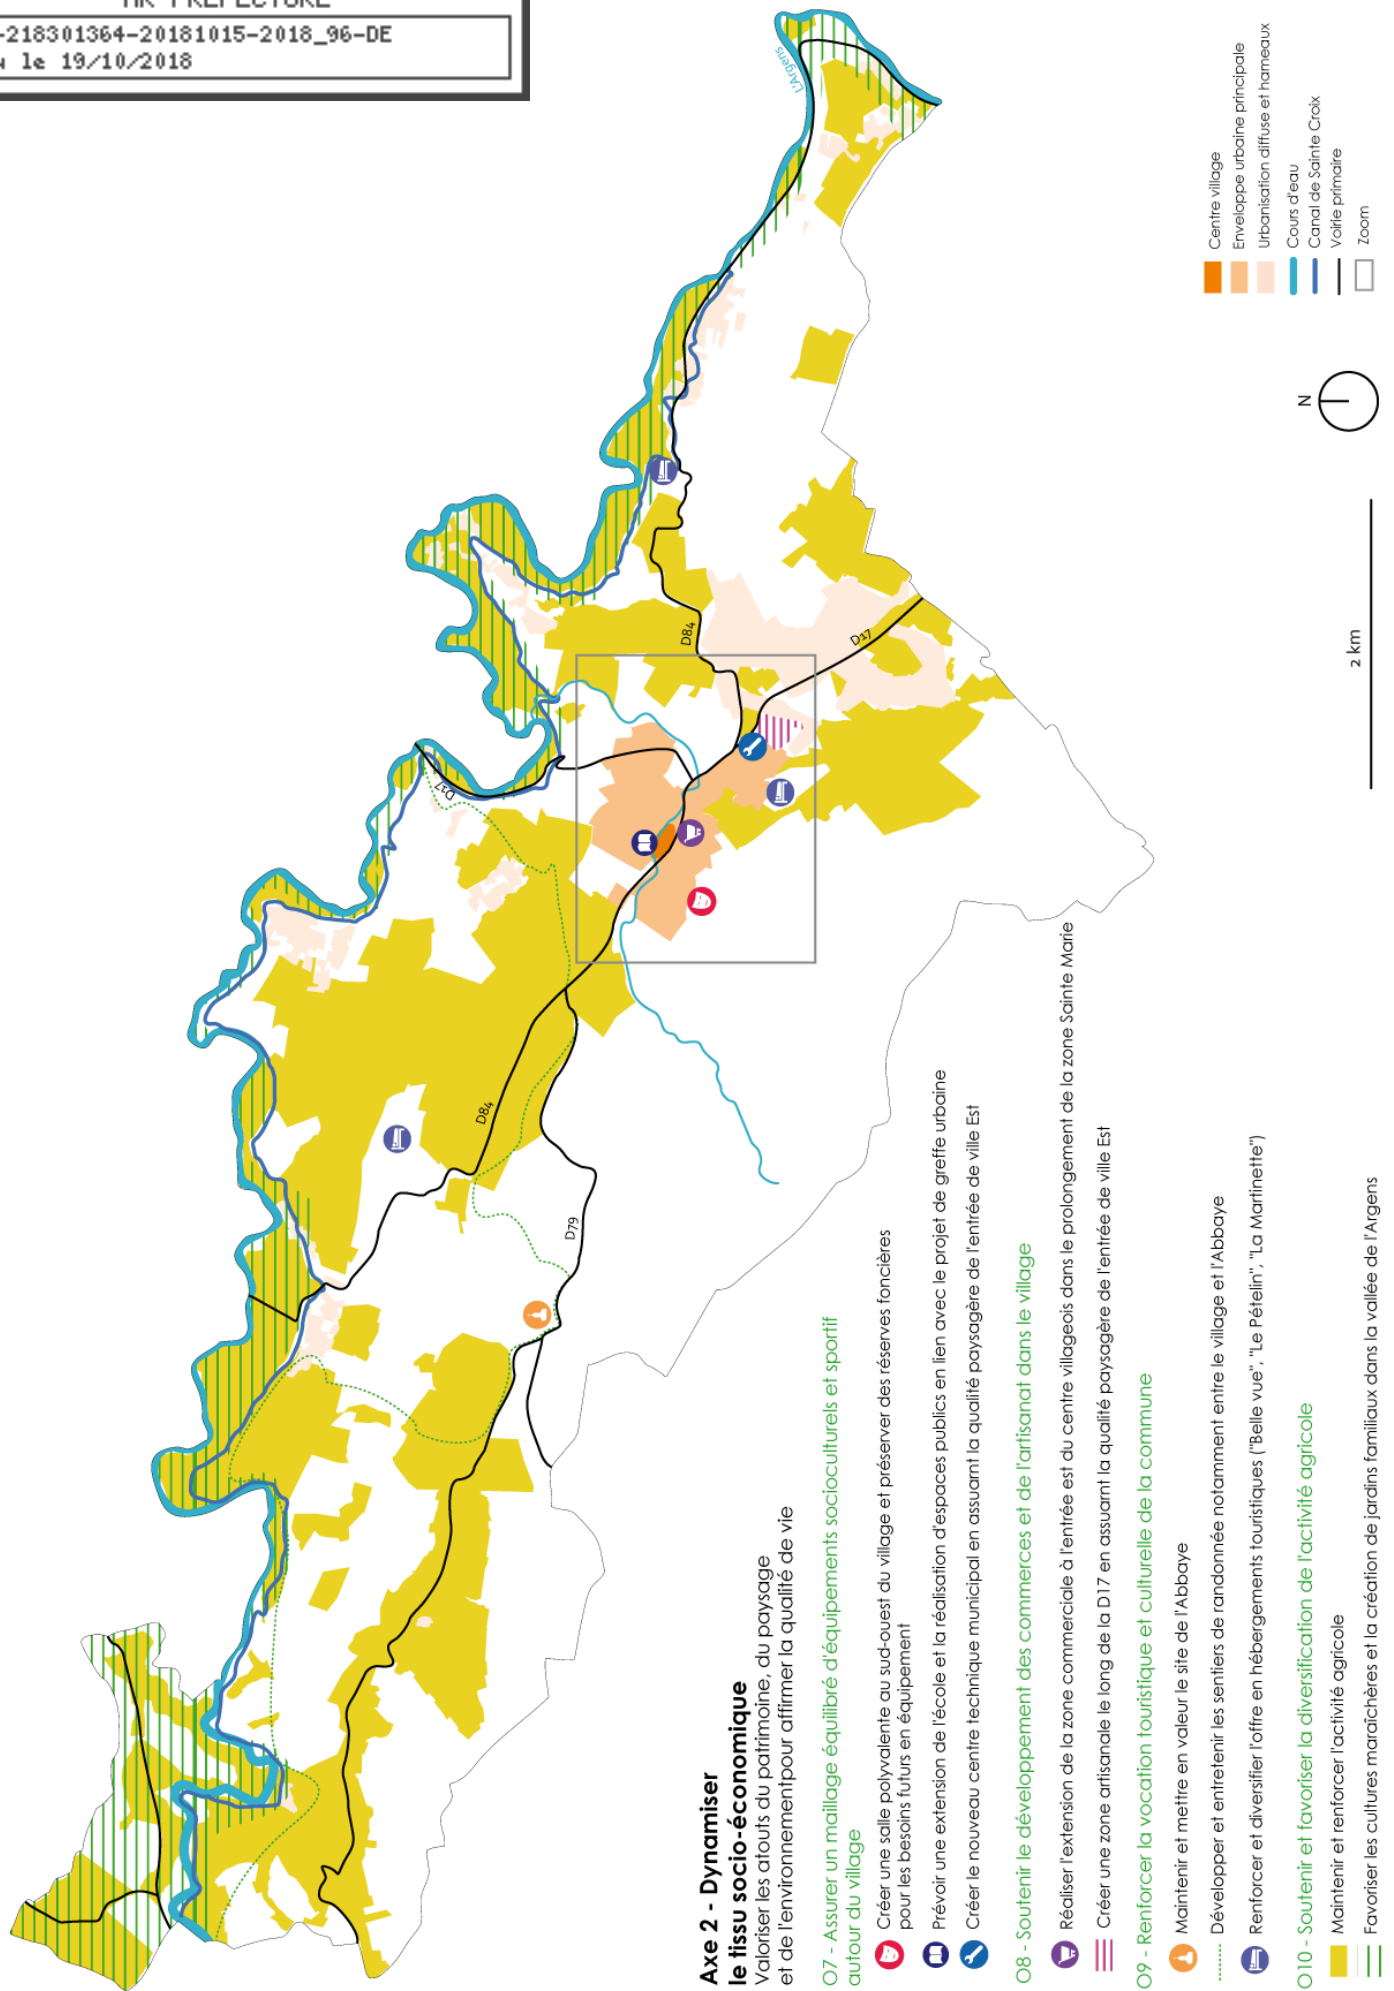 AR PREFECTURE
-218301364-20181015-2018_96-DE
u le 19/10/2018
Axe 2 - Dynamiser
le tissu socio-économique
Valoriser les atouts du patrimoine, du paysage
et de l'environnementpour affirmer la qualité de vie
O7 - Assurer un maillage équilibré d'équipements socioculturels et sportif
autour du village
Créer une salle polyvalente au sud-ouest du village et préserver des réserves foncières
pour les besoins futurs en équipement
Prévoir une extension de l'école et la réalisation d'espaces publics en lien avec le projet de greffe urbaine
Créer le nouveau centre technique municipal en assuant la qualité paysagère de l'entrée de ville Est
O8 - Soutenir le développement des commerces et de l'artisanat dans le village
Réaliser l'extension de la zone commerciale à l'entrée est du centre villageois dans le prolongement de la zone Sainte Marie
Créer une zone artisanale le long de la D17 en assuarnt la qualité paysagère de l'entrée de ville Est
O9 - Renforcer la vocation touristique et culturelle de la commune
Maintenir et mettre en valeur le site de l'Abbaye
Développer et entretenir les sentiers de randonnée notamment entre le village et l'Abbaye
Renforcer et diversifier l'offre en hébergements touristiques ("Belle vue", "Le Pételin", "La Martinette")
O10 - Soutenir et favoriser la diversification de l'activité agricole
Maintenir et renforcer l'activité agricole
Favoriser les cultures maraîchères et la création de jardins familiaux dans la vallée de l'Argens
D79
D84
D17
D84
D17
L'Argens
2 km
N
Centre village
Enveloppe urbaine principale
Urbanisation diffuse et hameaux
Cours d'eau
Canal de Sainte Croix
Voirie primaire
Zoom